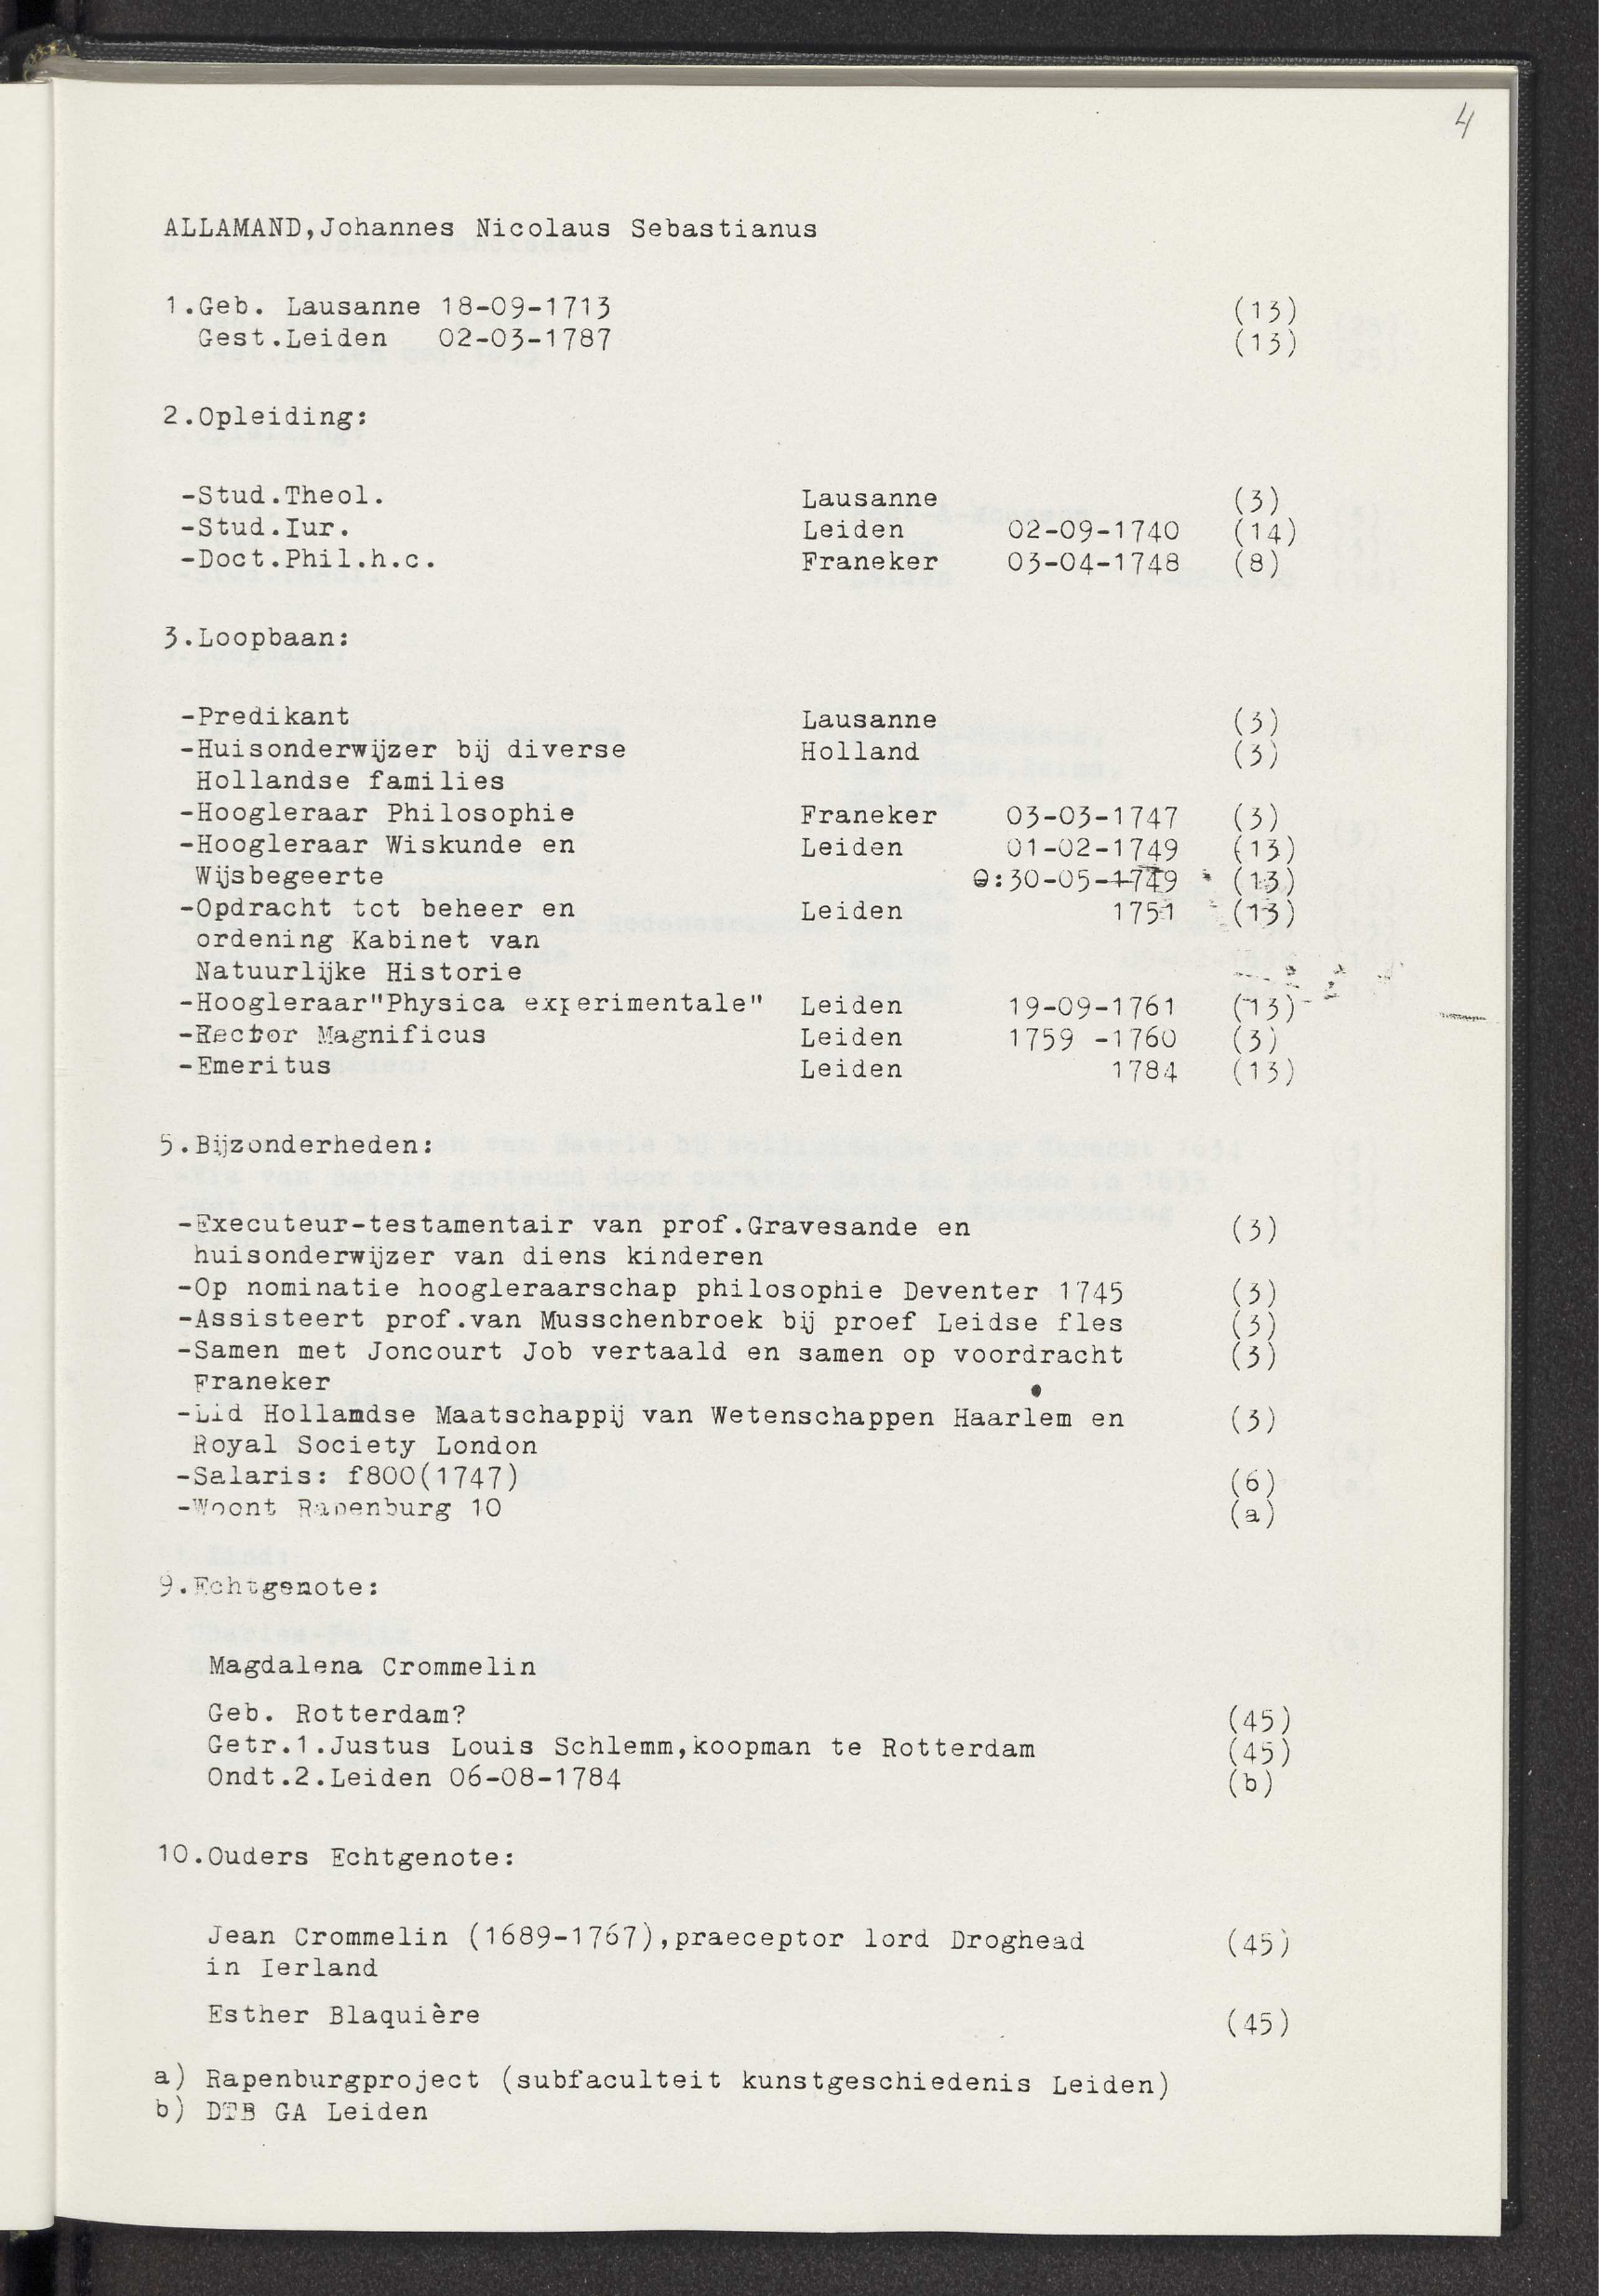 4
ALLAMAND,Johannes Nicolaus Sebastianus
1.Geb. Lausanne 18-09-1713 (13)
Gest.Leiden 02-03-1787 (13)
2.Opleiding:
-Stud.Theol. Lausanne (3)
-Stud.Iur. Leiden 02-09-1740 (14)
-Doct.Phil.h.c. Franeker 03-04-1748 (8)
3.Loopbaan:
-Predikant Lausanne (3)
-Huisonderwijzer bij diverse Holland (3)
Hollandse families
-Hoogleraar Philosophie Franeker 03-03-1747 (3)
-Hoogleraar Wiskunde en Leiden 01-02-1749 (13)
Wijsbegeerte O:30-05-1749 (13)
-Opdracht tot beheer en Leiden 1751 (13)
ordening Kabinet van
Natuurlijke Historie
-Hoogleraar"Physica experimentale" Leiden 19-09-1761 (13)
-Rector Magnificus Leiden 1759 -1760 (3)
-Emeritus Leiden 1784 (13)
5.Bijzonderheden:
-Executeur-testamentair van prof.Gravesande en (3)
huisonderwijzer van diens kinderen
-Op nominatie hoogleraarschap philosophie Deventer 1745 (3)
-Assisteert prof.van Musschenbroek bij proef Leidse fles (3)
-Samen met Joncourt Job vertaald en samen op voordracht (3)
Franeker
-Lid Hollandse Maatschappij van Wetenschappen Haarlem en (3)
Royal Society London
-Salaris: f800(1747) (6)
-Woont Rapenburg 10 (a)
9.Echtgenote:
Magdalena Crommelin
Geb. Rotterdam? (45)
Getr.1.Justus Louis Schlemm,koopman te Rotterdam (45)
Ondt.2.Leiden 06-08-1784 (b)
10.Ouders Echtgenote:
Jean Crommelin (1689-1767),praeceptor lord Droghead (45)
in Ierland
Esther Blaquière (45)
a) Rapenburgproject (subfaculteit kunstgeschiedenis Leiden)
b) DTB GA Leiden